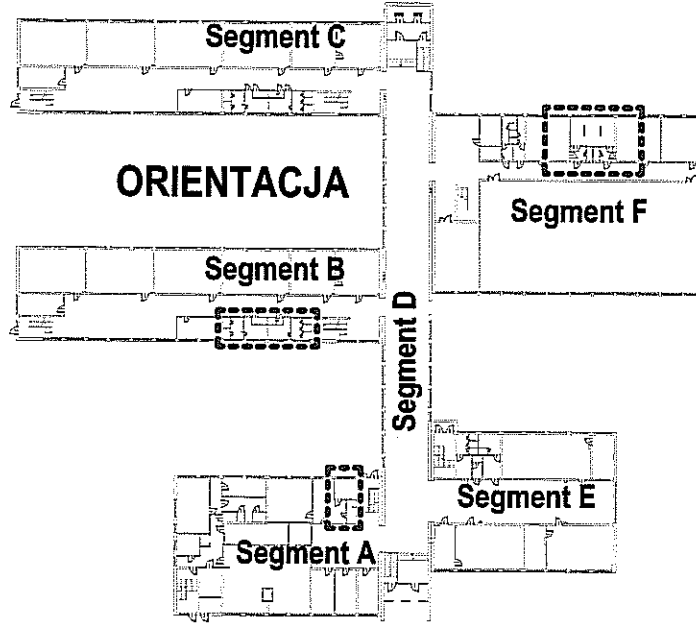 Segment C
ORIENTACJA
Segment F
Segment B
Segment D
Segment E
Segment A